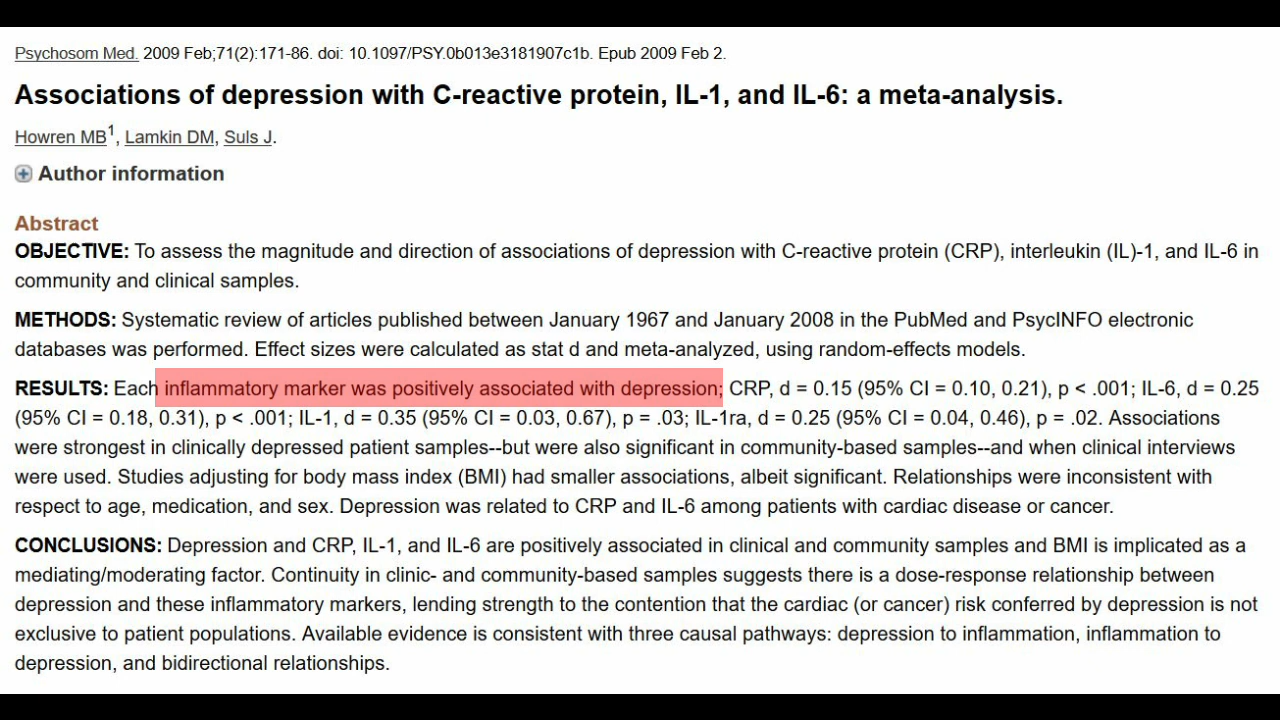 Psychosom Med. 2009 Feb;71(2):171-86. doi: 10.1097/PSY.0b013e3181907c1b. Epub 2009 Feb 2.
Associations of depression with C-reactive protein, IL-1, and IL-6: a meta-analysis.
Howren MB1, Lamkin DM, Suls J.
Author information
Abstract
OBJECTIVE: To assess the magnitude and direction of associations of depression with C-reactive protein (CRP), interleukin (IL)-1, and IL-6 in
community and clinical samples.
METHODS: Systematic review of articles published between January 1967 and January 2008 in the PubMed and PsycINFO electronic
databases was performed. Effect sizes were calculated as stat d and meta-analyzed, using random-effects models.
RESULTS: Each inflammatory marker was positively associated with depression; CRP, d = 0.15 (95% CI = 0.10, 0.21), p < .001; IL-6, d = 0.25
(95% CI = 0.18, 0.31), p < .001; IL-1, d = 0.35 (95% CI = 0.03, 0.67), p = .03; IL-1ra, d = 0.25 (95% CI = 0.04, 0.46), p = .02. Associations
were strongest in clinically depressed patient samples--but were also significant in community-based samples--and when clinical interviews
were used. Studies adjusting for body mass index (BMI) had smaller associations, albeit significant. Relationships were inconsistent with
respect to age, medication, and sex. Depression was related to CRP and IL-6 among patients with cardiac disease or cancer.
CONCLUSIONS: Depression and CRP, IL-1, and IL-6 are positively associated in clinical and community samples and BMI is implicated as a
mediating/moderating factor. Continuity in clinic- and community-based samples suggests there is a dose-response relationship between
depression and these inflammatory markers, lending strength to the contention that the cardiac (or cancer) risk conferred by depression is not
exclusive to patient populations. Available evidence is consistent with three causal pathways: depression to inflammation, inflammation to
depression, and bidirectional relationships.